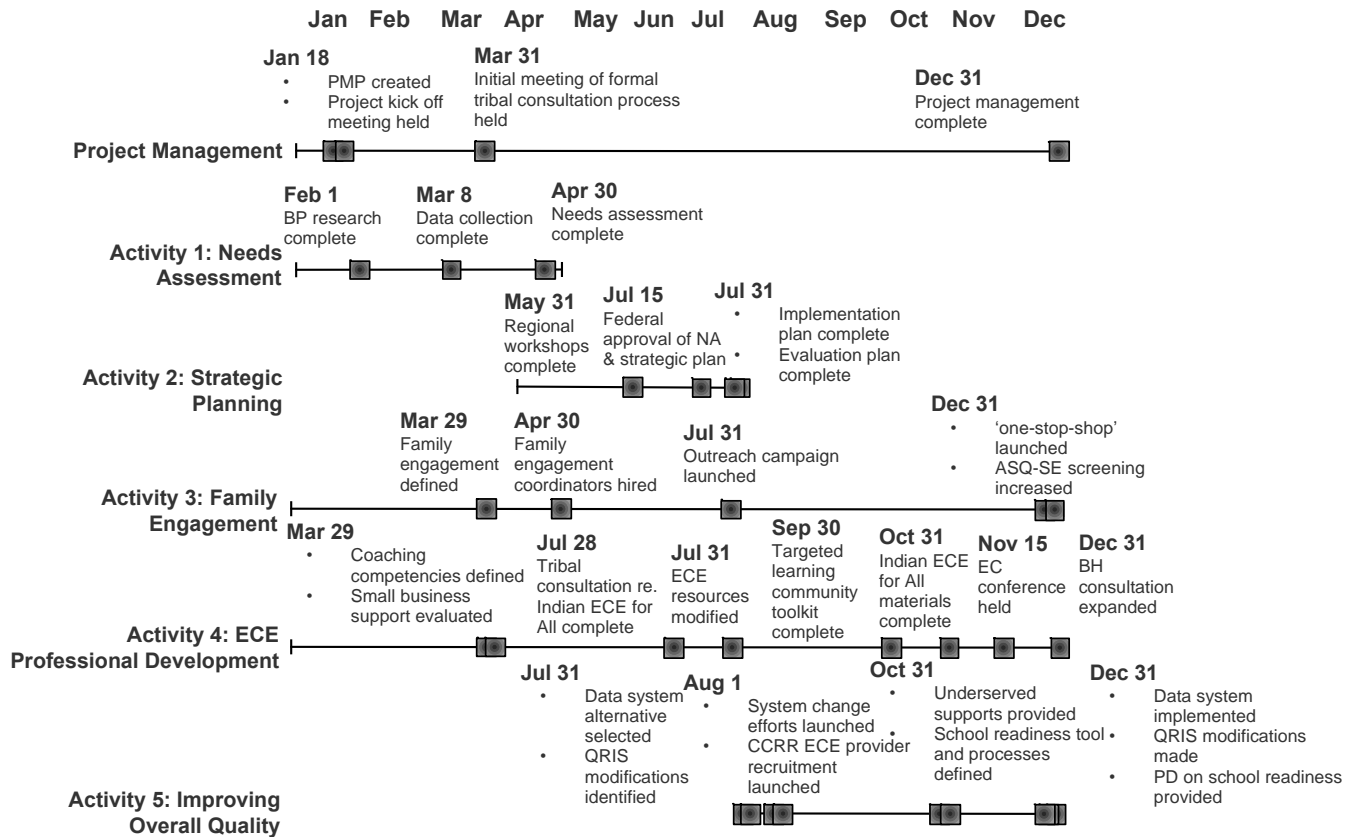 Jan Feb Mar Apr May Jun Jul Aug Sep Oct Nov Dec
Jan 18
• PMP created
• Project kick off
meeting held
Mar 31
Initial meeting of formal
tribal consultation process
held
Dec 31
Project management
complete
Project Management
Feb 1
BP research
complete
Mar 8
Data collection
complete
Apr 30
Needs assessment
complete
Activity 1: Needs
Assessment
May 31
Regional
workshops
complete
Jul 15
Federal
approval of NA
& strategic plan
Jul 31
• Implementation
plan complete
• Evaluation plan
complete
Activity 2: Strategic
Planning
Mar 29
Family
engagement
defined
Apr 30
Family
engagement
coordinators hired
Jul 31
Outreach campaign
launched
Dec 31
• ‘one-stop-shop’
launched
• ASQ-SE screening
increased
Activity 3: Family
Engagement
Mar 29
• Coaching
competencies defined
• Small business
support evaluated
Jul 28
Tribal
consultation re.
Indian ECE for
All complete
Jul 31
ECE
resources
modified
Sep 30
Targeted
learning
community
toolkit
complete
Oct 31
Indian ECE
for All
materials
complete
Nov 15
EC
conference
held
Dec 31
BH
consultation
expanded
Activity 4: ECE
Professional Development
Jul 31
• Data system
alternative
selected
• QRIS
modifications
identified
Aug 1
• System change
efforts launched
• CCRR ECE provider
recruitment
launched
Oct 31
• Underserved
supports provided
• School readiness tool
and processes
defined
Dec 31
• Data system
implemented
• QRIS modifications
made
• PD on school readiness
provided
Activity 5: Improving
Overall Quality